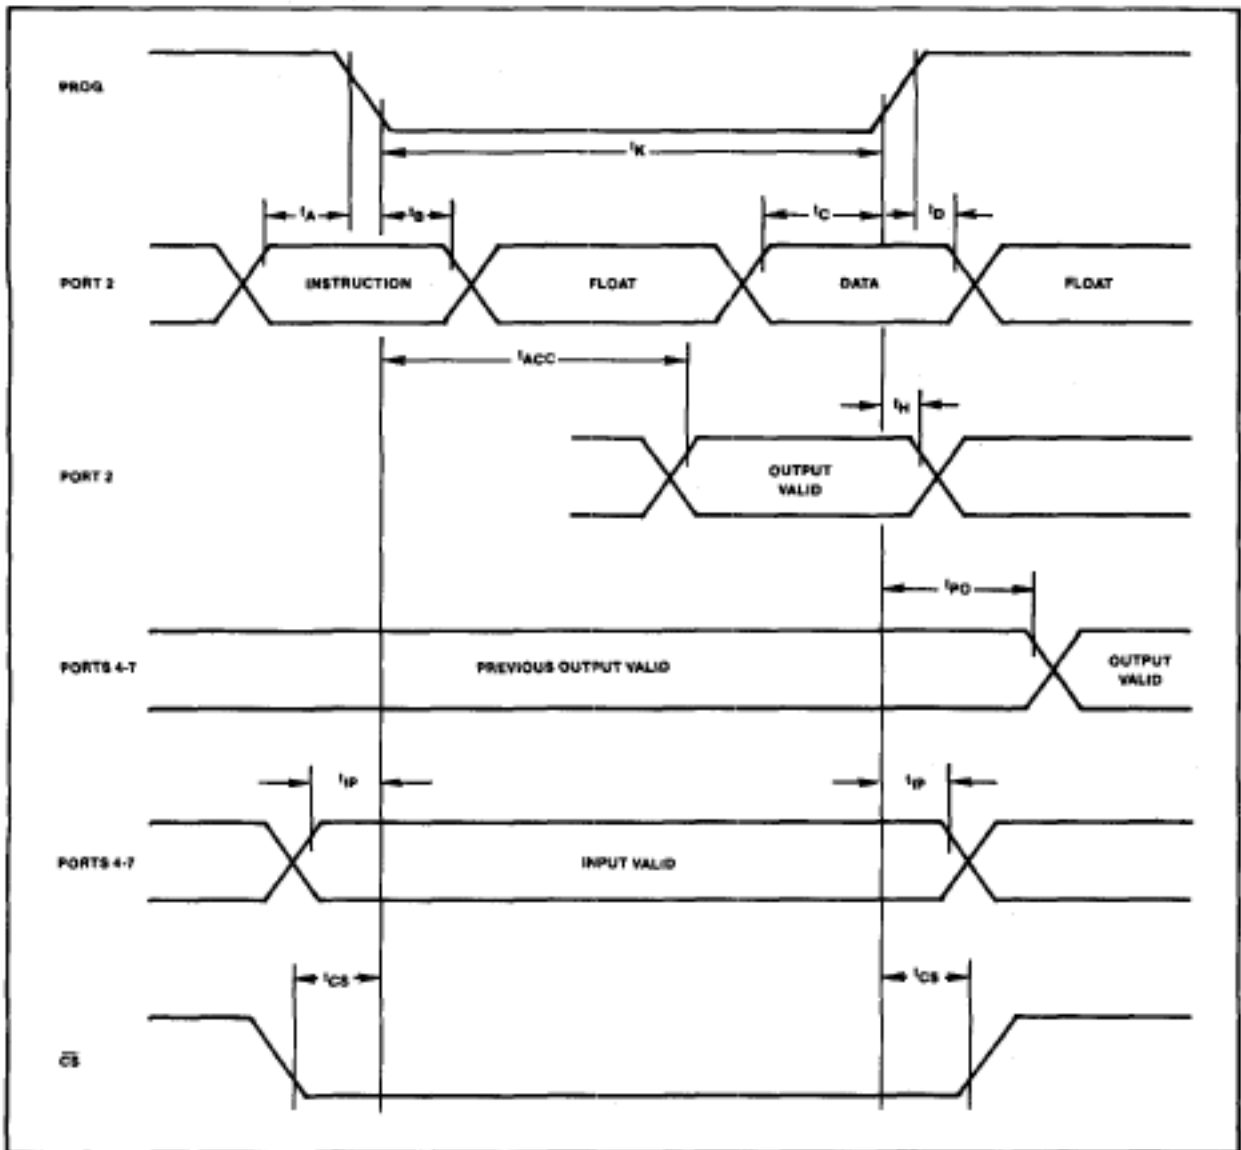 PROG
tK
tA
tB
tC
tD
PORT 2
INSTRUCTION
FLOAT
DATA
FLOAT
tACC
tH
PORT 2
OUTPUT
VALID
tPO
PORTS 4-7
PREVIOUS OUTPUT VALID
OUTPUT
VALID
tIP
tIP
PORTS 4-7
INPUT VALID
tCS
tCS
CS